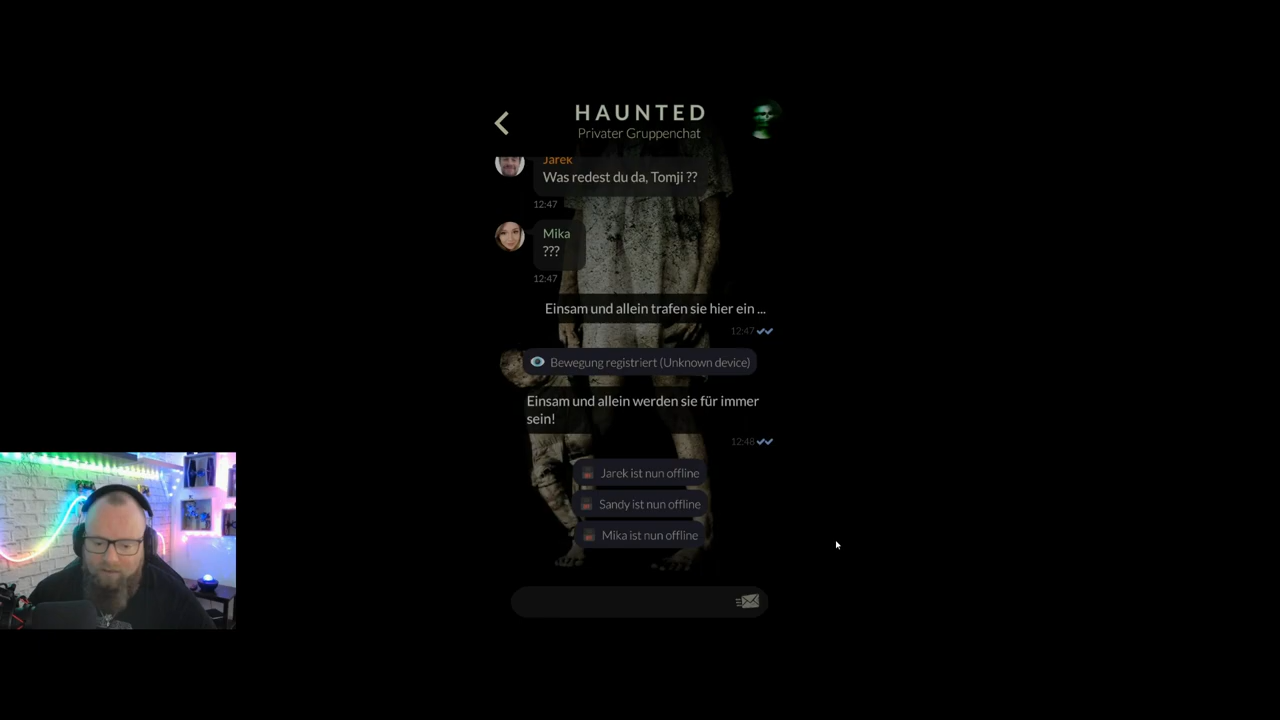 HAUNTED
Privater Gruppenchat
Jarek
Was redest du da, Tomji ??
12:47
Mika
???
12:47
Einsam und allein trafen sie hier ein ...
12:47
Bewegung registriert (Unknown device)
Einsam und allein werden sie für immer
sein!
12:48
Jarek ist nun offline
Sandy ist nun offline
Mika ist nun offline